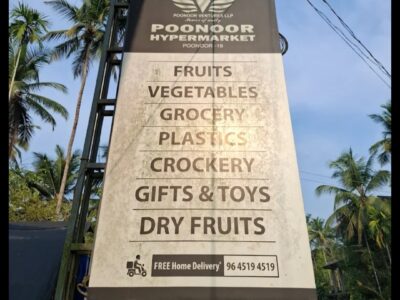 POONOOR VENTURES LLP
POONOOR
HYPERMARKET
POONOOR -19
FRUITS
VEGETABLES
GROCERY
PLASTICS
CROCKERY
GIFTS & TOYS
DRY FRUITS
FREE Home Delivery* 96 4519 4519